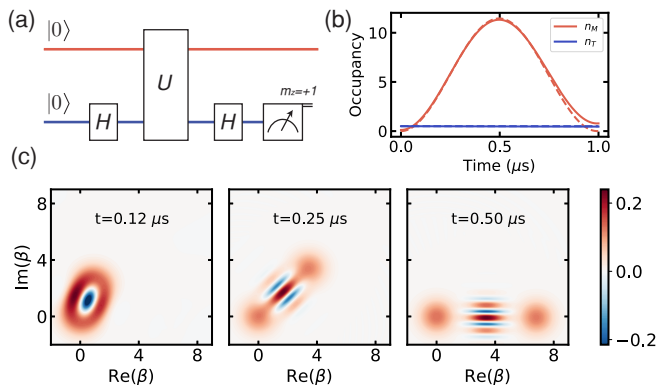 (a)
|0⟩
|0⟩
H
U
H
m_z=+1
(b)
Occupancy
10
5
0
n_M
n_T
0.0
0.5
1.0
Time (μs)
(c)
Im(β)
8
4
0
t=0.12 μs
0
4
8
Re(β)
t=0.25 μs
0
4
8
Re(β)
t=0.50 μs
0
4
8
Re(β)
0.2
0.0
−0.2